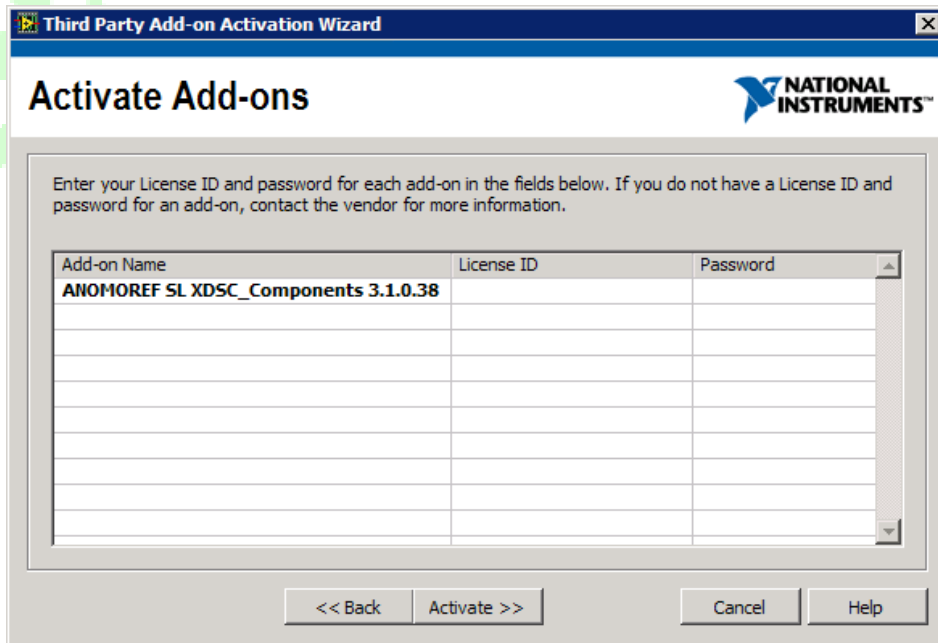 Third Party Add-on Activation Wizard
Activate Add-ons
NATIONAL
INSTRUMENTS™
Enter your License ID and password for each add-on in the fields below. If you do not have a License ID and
password for an add-on, contact the vendor for more information.
Add-on Name License ID Password
ANOMOREF SL XDSC_Components 3.1.0.38
<< Back Activate >> Cancel Help